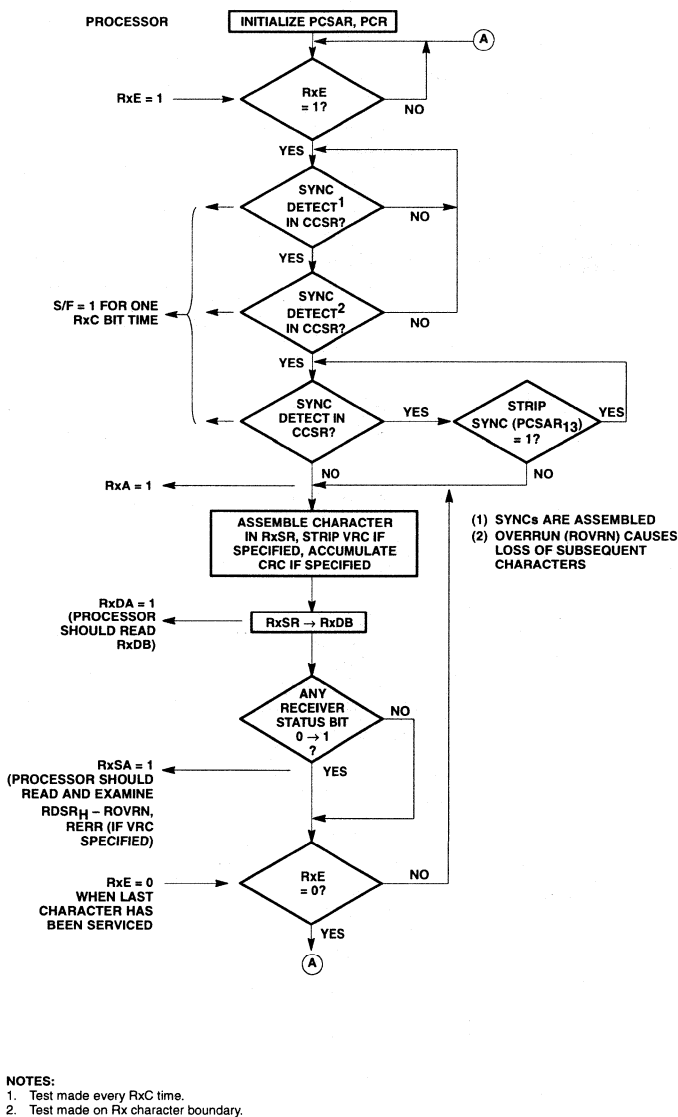 PROCESSOR
INITIALIZE PCSAR, PCR
A
RxE = 1
RxE
= 1?
NO
YES
SYNC
DETECT1
IN CCSR?
NO
YES
S/F = 1 FOR ONE
RxC BIT TIME
SYNC
DETECT2
IN CCSR?
NO
YES
SYNC
DETECT IN
CCSR?
YES
STRIP
SYNC (PCSAR13)
= 1?
YES
NO
NO
RxA = 1
ASSEMBLE CHARACTER
IN RxSR, STRIP VRC IF
SPECIFIED, ACCUMULATE
CRC IF SPECIFIED
(1) SYNCs ARE ASSEMBLED
(2) OVERRUN (ROVRN) CAUSES
LOSS OF SUBSEQUENT
CHARACTERS
RxDA = 1
(PROCESSOR
SHOULD READ
RxDB)
RxSR → RxDB
ANY
RECEIVER
STATUS BIT
0 → 1
?
NO
YES
RxSA = 1
(PROCESSOR SHOULD
READ AND EXAMINE
RDSRH – ROVRN,
RERR (IF VRC
SPECIFIED)
RxE = 0
WHEN LAST
CHARACTER HAS
BEEN SERVICED
RxE
= 0?
NO
YES
A
NOTES:
1. Test made every RxC time.
2. Test made on Rx character boundary.